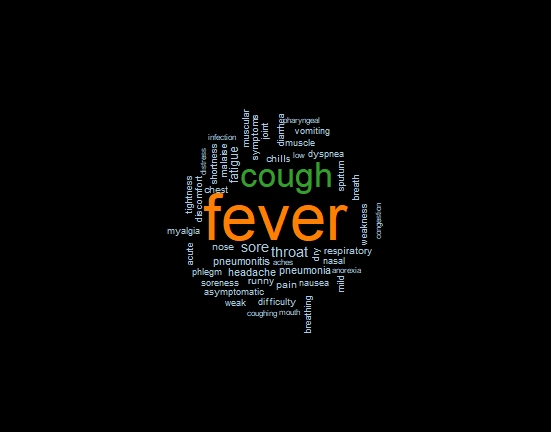 muscular
symptoms
joint
diarrhea
pharyngeal
vomiting
infection
muscle
distress
shortness
malaise
fatigue
chills
low
dyspnea
cough
sputum
breath
tightness
discomfort
chest
fever
weakness
congestion
myalgia
acute
nose
sore
throat
dry
respiratory
pneumonitis
aches
nasal
phlegm
headache
pneumonia
anorexia
soreness
runny
pain
nausea
mild
asymptomatic
weak
difficulty
coughing
mouth
breathing